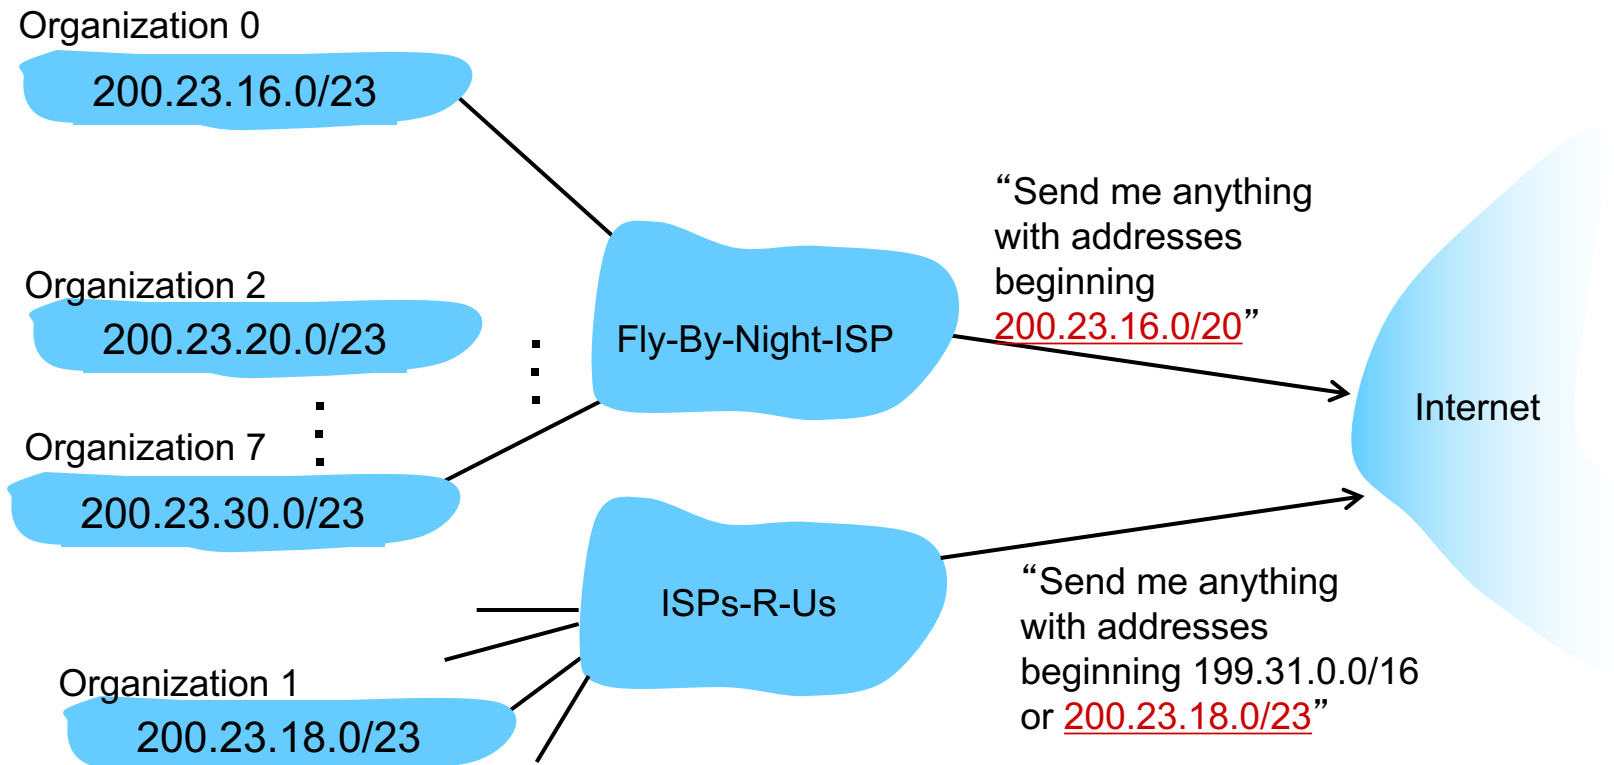 Organization 0
200.23.16.0/23
Organization 2
200.23.20.0/23
Organization 7
200.23.30.0/23
Organization 1
200.23.18.0/23
Fly-By-Night-ISP
ISPs-R-Us
“Send me anything
with addresses
beginning
200.23.16.0/20”
“Send me anything
with addresses
beginning 199.31.0.0/16
or 200.23.18.0/23”
Internet